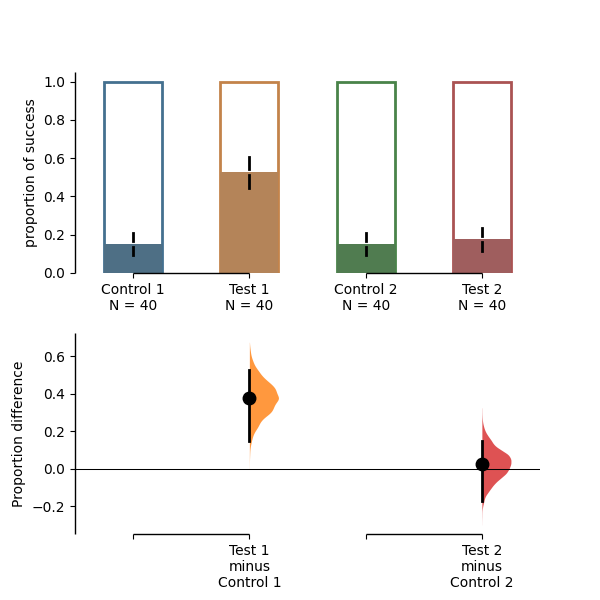 proportion of success
1.0
0.8
0.6
0.4
0.2
0.0
Control 1
N = 40
Test 1
N = 40
Control 2
N = 40
Test 2
N = 40
Proportion difference
0.6
0.4
0.2
0.0
−0.2
Test 1
minus
Control 1
Test 2
minus
Control 2